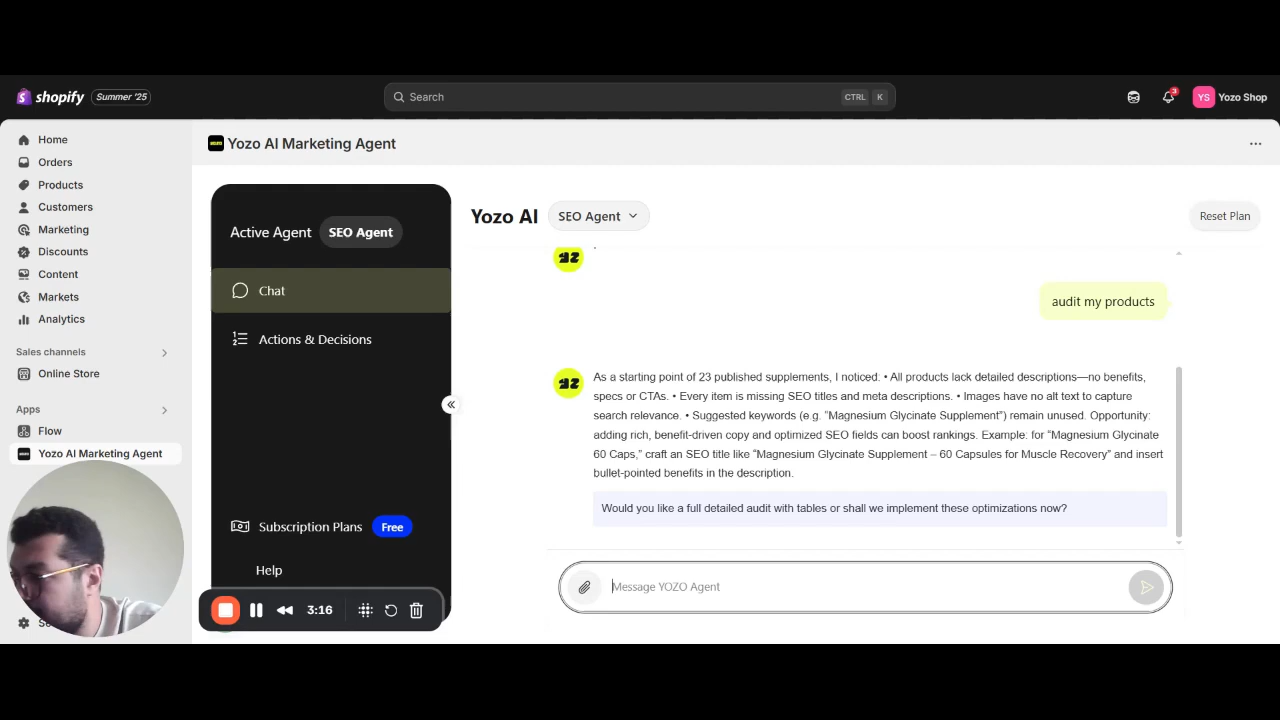 shopify Summer '25
Search CTRL K
3
YS Yozo Shop
Home
Orders
Products
Customers
Marketing
Discounts
Content
Markets
Analytics
Sales channels
Online Store
Apps
Flow
Yozo AI Marketing Agent
Yozo AI Marketing Agent
Active Agent SEO Agent
Chat
Actions & Decisions
Subscription Plans Free
Help
3:16
Yozo AI SEO Agent
Reset Plan
audit my products
As a starting point of 23 published supplements, I noticed. • All products lack detailed descriptions—no benefits,
specs or CTAs. • Every item is missing SEO titles and meta descriptions. • Images have no alt text to capture
search relevance. • Suggested keywords (e.g. "Magnesium Glycinate Supplement") remain unused. Opportunity:
adding rich, benefit-driven copy and optimized SEO fields can boost rankings. Example: for "Magnesium Glycinate
60 Caps," craft an SEO title like "Magnesium Glycinate Supplement – 60 Capsules for Muscle Recovery" and insert
bullet-pointed benefits in the description.
Would you like a full detailed audit with tables or shall we implement these optimizations now?
Message YOZO Agent